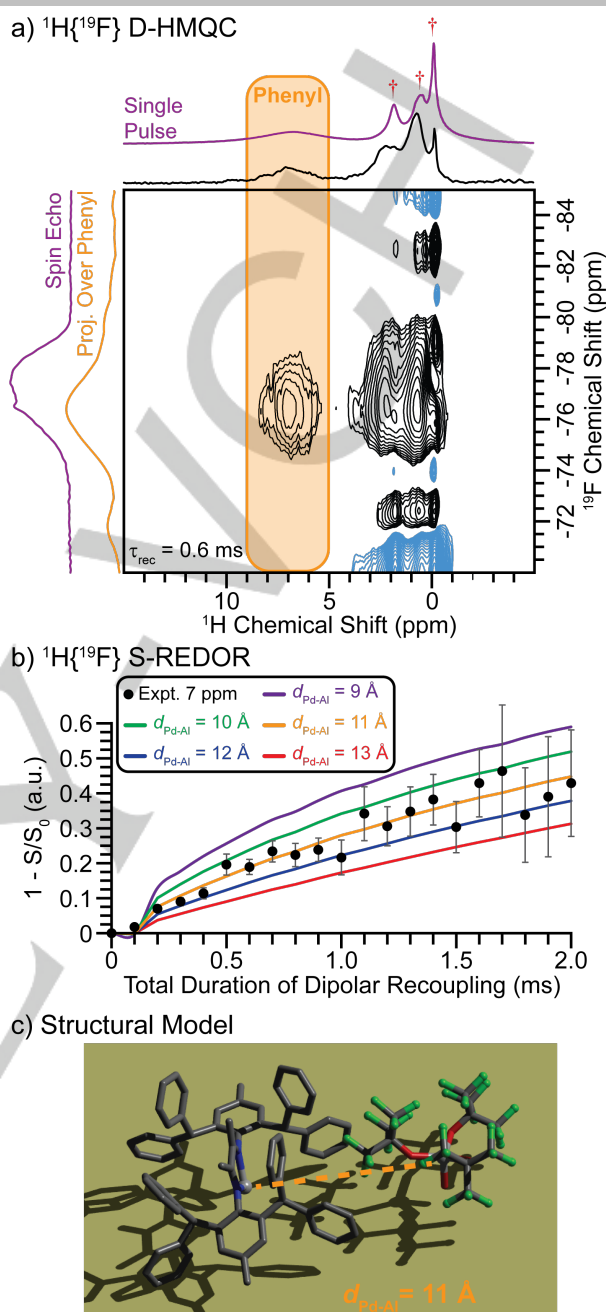 a) ¹H{¹⁹F} D-HMQC
† † †
Phenyl
Single
Pulse
Spin Echo
Proj. Over Phenyl
-84
-82
-80
-78
-76
-74
-72
¹⁹F Chemical Shift (ppm)
τrec = 0.6 ms
10 5 0
¹H Chemical Shift (ppm)
b) ¹H{¹⁹F} S-REDOR
Expt. 7 ppm dPd-Al = 9 Å
dPd-Al = 10 Å dPd-Al = 11 Å
dPd-Al = 12 Å dPd-Al = 13 Å
0.6
0.5
0.4
0.3
0.2
0.1
0
1 - S/S₀ (a.u.)
0 0.5 1.0 1.5 2.0
Total Duration of Dipolar Recoupling (ms)
c) Structural Model
dPd-Al = 11 Å
VCH